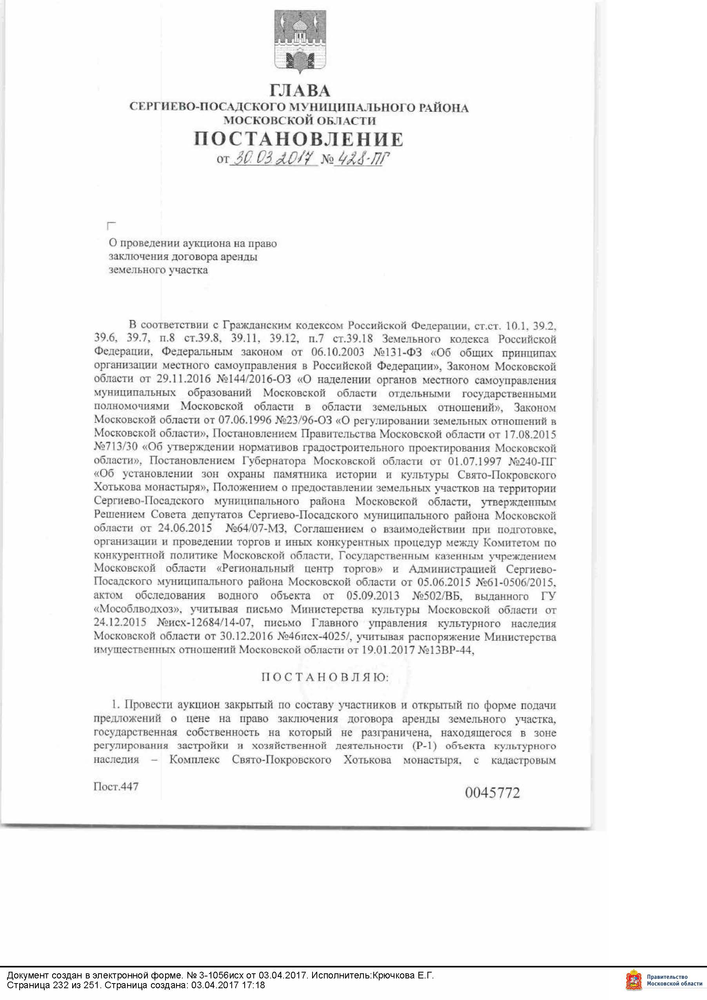 ГЛАВА
СЕРГИЕВО-ПОСАДСКОГО МУНИЦИПАЛЬНОГО РАЙОНА
МОСКОВСКОЙ ОБЛАСТИ
ПОСТАНОВЛЕНИЕ
от 30.03.2017 № 428-ПГ
О проведении аукциона на право
заключения договора аренды
земельного участка
В соответствии с Гражданским кодексом Российской Федерации, ст.ст. 10.1, 39.2,
39.6, 39.7, п.8 ст.39.8, 39.11, 39.12, п.7 ст.39.18 Земельного кодекса Российской
Федерации, Федеральным законом от 06.10.2003 №131-ФЗ «Об общих принципах
организации местного самоуправления в Российской Федерации», Законом Московской
области от 29.11.2016 №144/2016-ОЗ «О наделении органов местного самоуправления
муниципальных образований Московской области отдельными государственными
полномочиями Московской области в области земельных отношений», Законом
Московской области от 07.06.1996 №23/96-ОЗ «О регулировании земельных отношений в
Московской области», Постановлением Правительства Московской области от 17.08.2015
№713/30 «Об утверждении нормативов градостроительного проектирования Московской
области», Постановлением Губернатора Московской области от 01.07.1997 №240-ПГ
«Об установлении зон охраны памятника истории и культуры Свято-Покровского
Хотькова монастыря», Положением о предоставлении земельных участков на территории
Сергиево-Посадского муниципального района Московской области, утвержденным
Решением Совета депутатов Сергиево-Посадского муниципального района Московской
области от 24.06.2015 №64/07-МЗ, Соглашением о взаимодействии при подготовке,
организации и проведении торгов и иных конкурентных процедур между Комитетом по
конкурентной политике Московской области, Государственным казенным учреждением
Московской области «Региональный центр торгов» и Администрацией Сергиево-
Посадского муниципального района Московской области от 05.06.2015 №61-0506/2015,
актом обследования водного объекта от 05.09.2013 №502/ВБ, выданного ГУ
«Мособлводхоз», учитывая письмо Министерства культуры Московской области от
24.12.2015 №исх-12684/14-07, письмо Главного управления культурного наследия
Московской области от 30.12.2016 №46исх-4025/, учитывая распоряжение Министерства
имущественных отношений Московской области от 19.01.2017 №13ВР-44,
П О С Т А Н О В Л Я Ю:
1. Провести аукцион закрытый по составу участников и открытый по форме подачи
предложений о цене на право заключения договора аренды земельного участка,
государственная собственность на который не разграничена, находящегося в зоне
регулирования застройки и хозяйственной деятельности (Р-1) объекта культурного
наследия – Комплекс Свято-Покровского Хотькова монастыря, с кадастровым
Пост.447
0045772
Документ создан в электронной форме. № 3-1056исх от 03.04.2017. Исполнитель:Крючкова Е.Г.
Страница 232 из 251. Страница создана: 03.04.2017 17:18
Правительство
Московской области